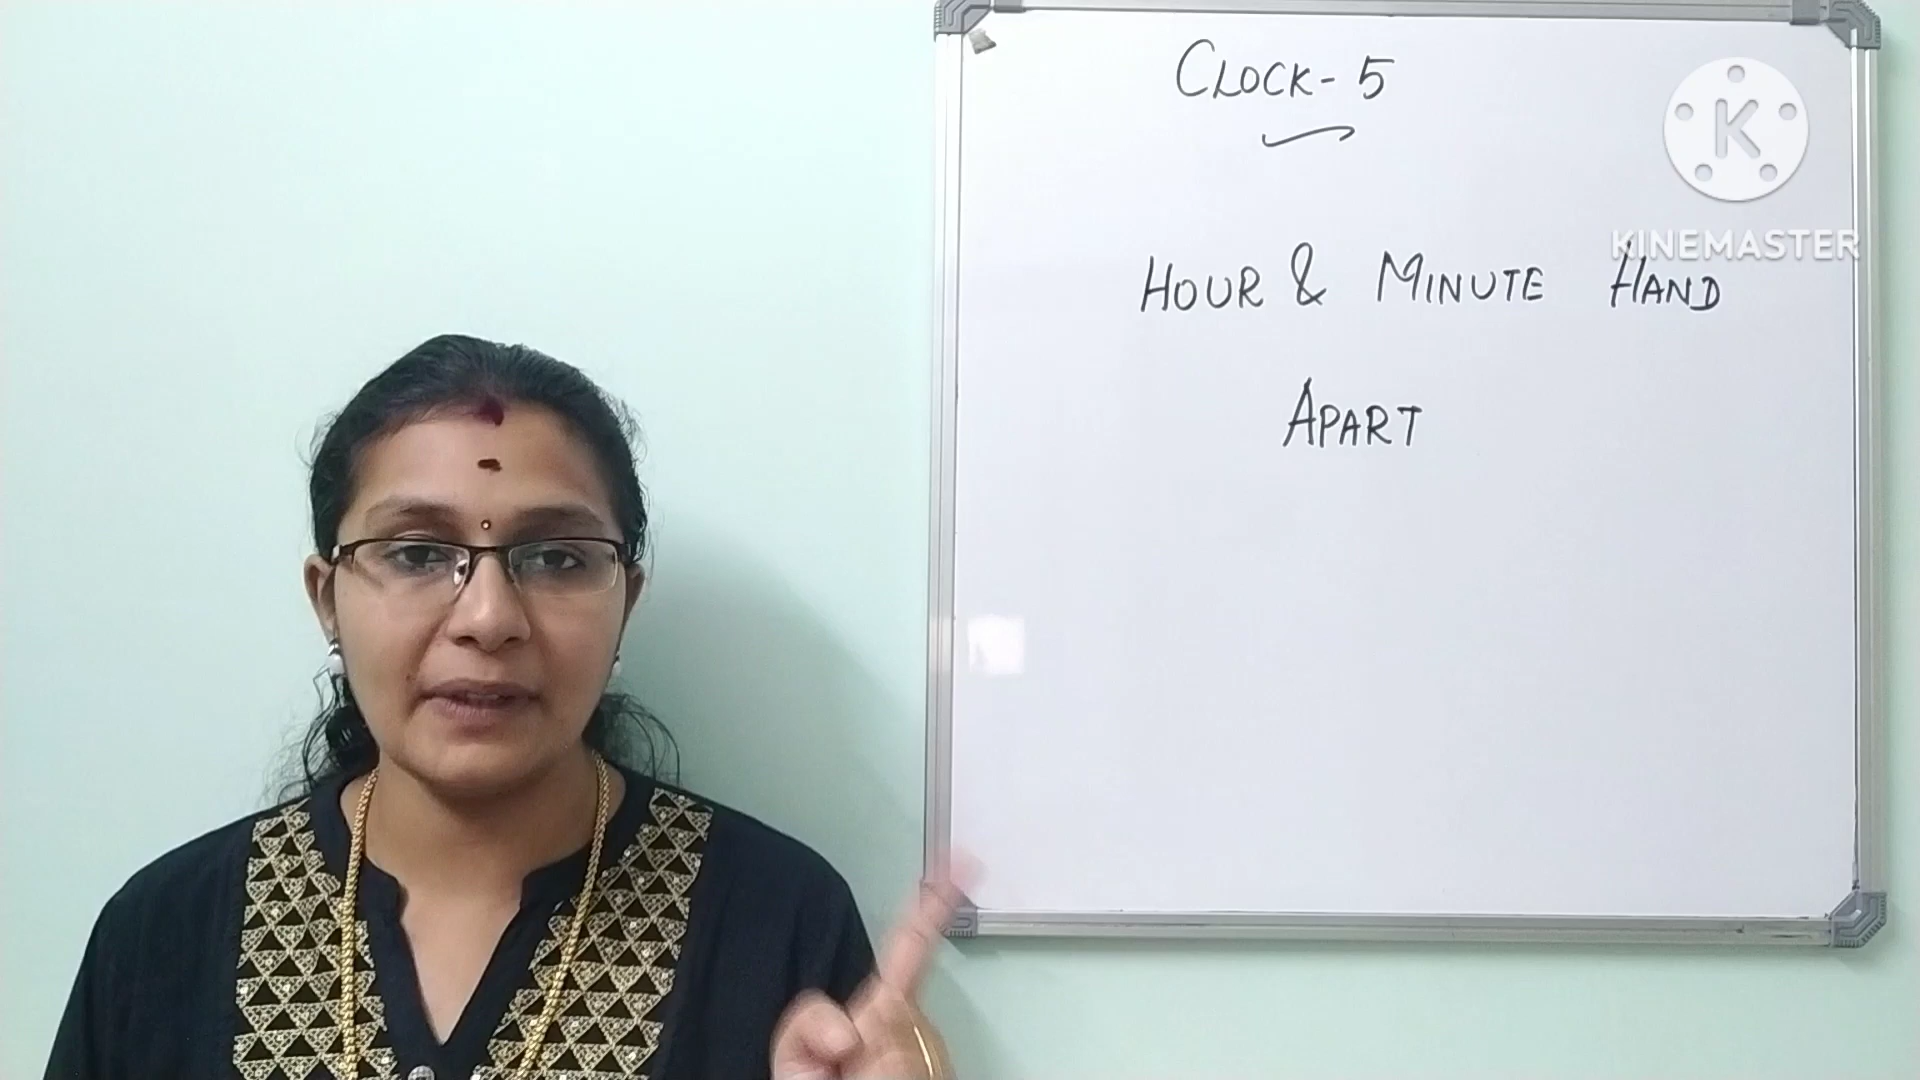 CLOCK-5
K
KINEMASTER
HOUR & MINUTE HAND
APART